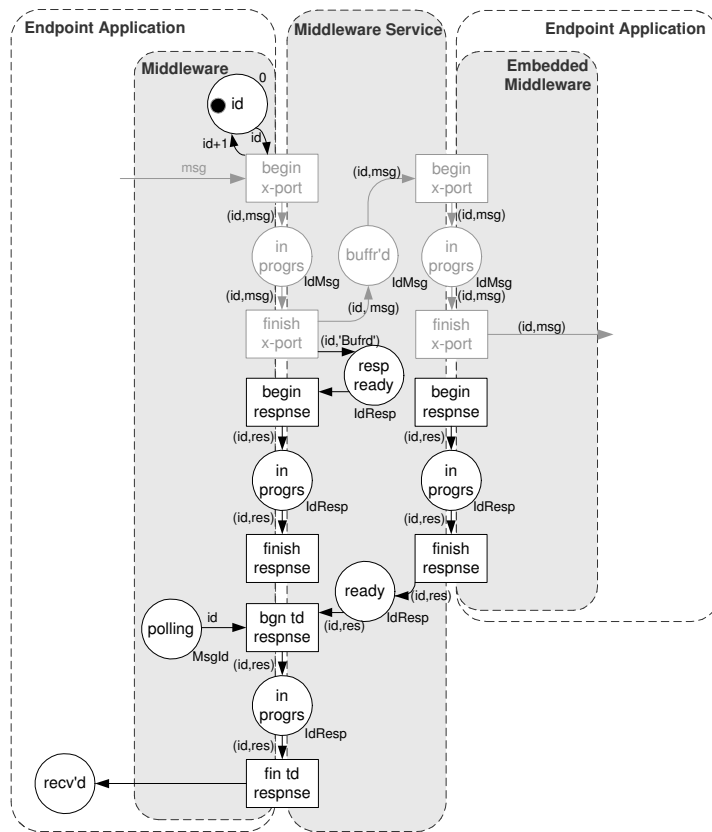 Endpoint Application
Middleware Service
Endpoint Application
Middleware
Embedded
Middleware
0
id
id+1
id
msg
begin
x-port
(id,msg)
begin
x-port
(id,msg)
(id,msg)
in
progrs
IdMsg
buffr'd
IdMsg
in
progrs
IdMsg
(id,msg)
(id, msg)
(id,msg)
finish
x-port
(id,'Bufrd')
finish
x-port
(id,msg)
resp
ready
IdResp
begin
respnse
begin
respnse
(id,res)
(id,res)
in
progrs
IdResp
in
progrs
IdResp
(id,res)
(id,res)
finish
respnse
finish
respnse
ready
(id,res)
IdResp
polling
id
MsgId
bgn td
respnse
(id,res)
(id,res)
in
progrs
IdResp
(id,res)
recv'd
fin td
respnse